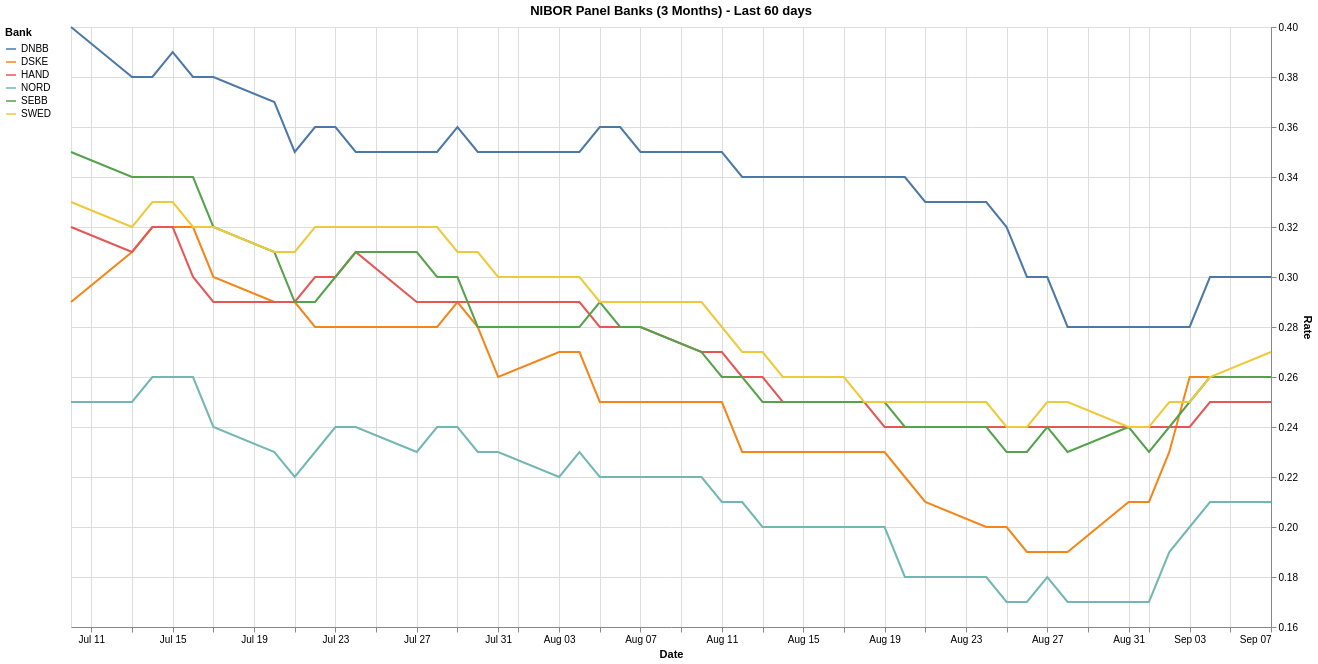 NIBOR Panel Banks (3 Months) - Last 60 days
Bank
DNBB
DSKE
HAND
NORD
SEBB
SWED
0.40
0.38
0.36
0.34
0.32
0.30
0.28
0.26
0.24
0.22
0.20
0.18
0.16
Rate
Jul 11 Jul 15 Jul 19 Jul 23 Jul 27 Jul 31 Aug 03 Aug 07 Aug 11 Aug 15 Aug 19 Aug 23 Aug 27 Aug 31 Sep 03 Sep 07
Date